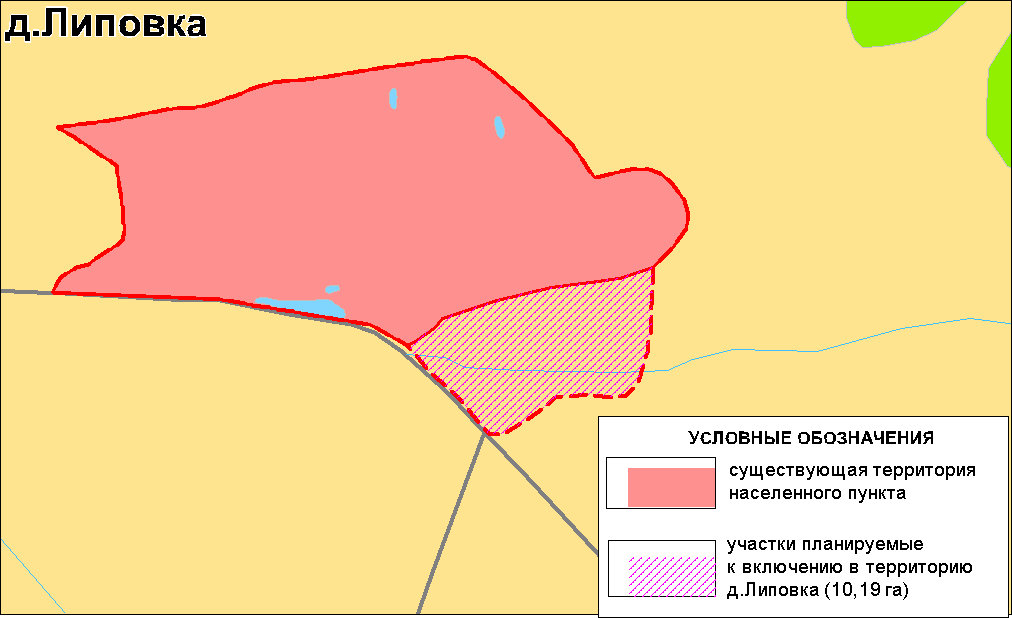 д.Липовка
УСЛОВНЫЕ ОБОЗНАЧЕНИЯ
существующая территория
населенного пункта
участки планируемые
к включению в территорию
д.Липовка (10,19 га)